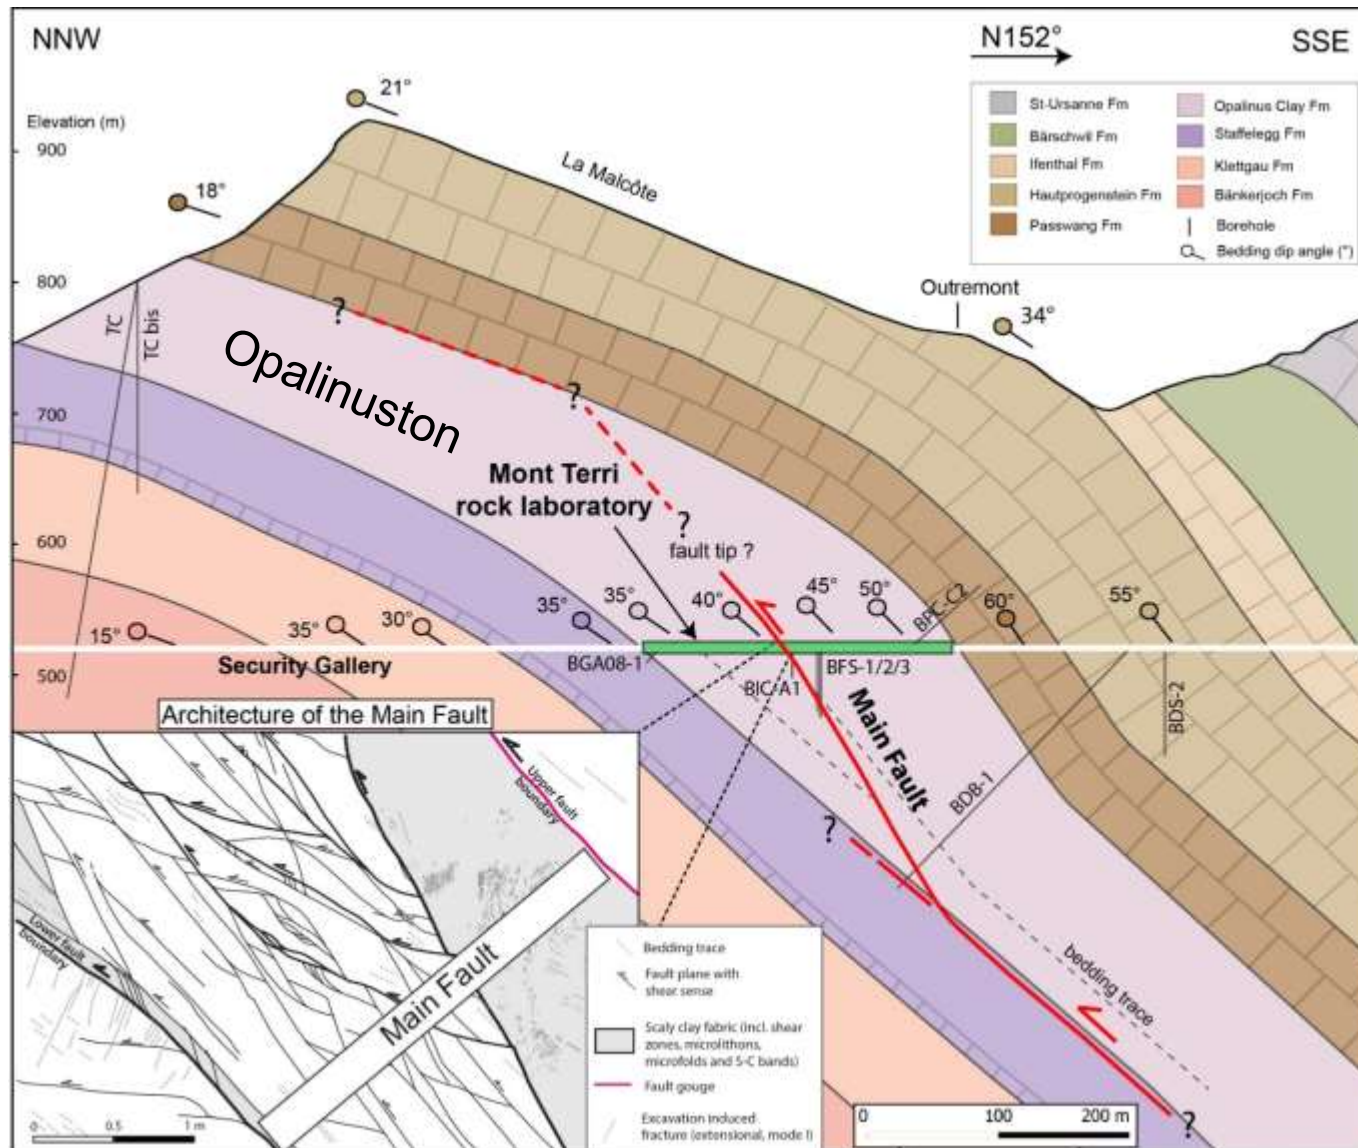 NNW
N152°
SSE
Elevation (m)
900
800
700
600
500
21°
18°
La Malcôte
St-Ursanne Fm
Bärschwil Fm
Ifenthal Fm
Hautprogenstein Fm
Passwang Fm
Opalinus Clay Fm
Staffelegg Fm
Klettgau Fm
Bänkerjoch Fm
Borehole
Bedding dip angle (°)
Outremont
34°
TC
TC bis
?
Opalinuston
?
Mont Terri
rock laboratory
?
fault tip ?
15°
35°
30°
35°
35°
40°
45°
50°
BPC-C2
60°
55°
Security Gallery
BGA08-1
BIC-A1
BFS-1/2/3
Main Fault
BDS-2
BDB-1
?
bedding trace
?
Architecture of the Main Fault
Upper fault
boundary
Lower fault
boundary
Main Fault
0 0.5 1 m
Bedding trace
Fault plane with
shear sense
Scaly clay fabric (incl. shear
zones, microlithons,
microfolds and S-C bands)
Fault gouge
Excavation induced
fracture (extensional, mode I)
0 100 200 m